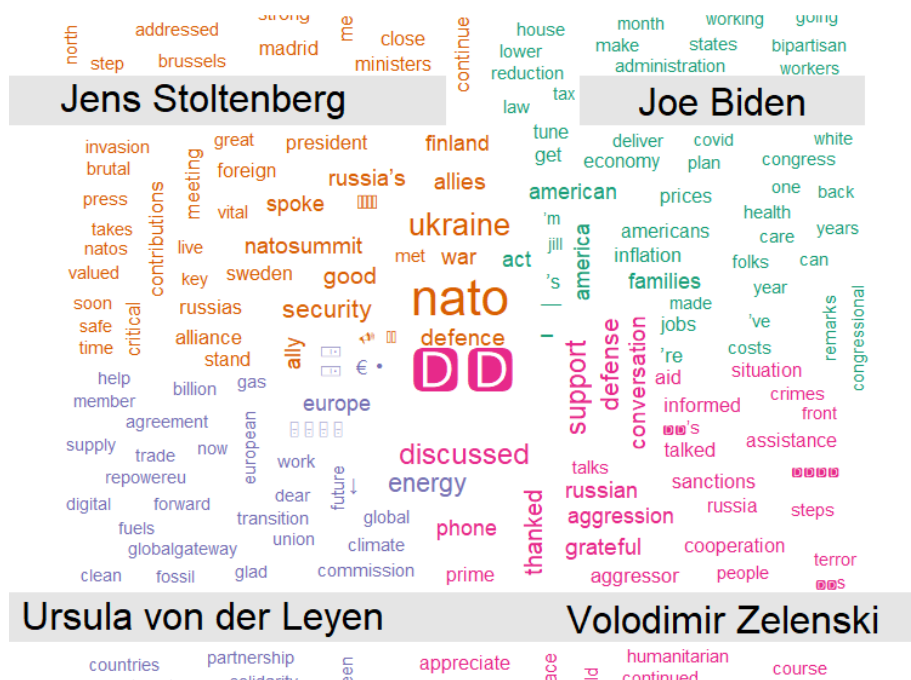 strong
north addressed me close continue house month working going
step brussels madrid ministers lower make states bipartisan
reduction administration workers
law tax
Jens Stoltenberg Joe Biden
invasion great president finland tune deliver covid white
brutal meeting foreign russia's allies get economy plan congress
press contributions vital spoke american prices one back
takes ukraine 'm americans health years
natos live natosummit met war act jill america inflation care
valued key sweden good 's families folks can
soon critical russias security nato — made year
safe alliance defence – jobs 've remarks congressional
time stand ally € • support defense conversation 're costs
help billion gas D D aid situation
member europe informed crimes
agreement european D D's front
supply trade now discussed talked assistance
repowereu work future ↓ energy talks sanctions D D D D
digital forward dear russian russia steps
fuels transition global phone thanked aggression
globalgateway union climate grateful cooperation
clean fossil glad commission prime aggressor people terror
D Ds
Ursula von der Leyen Volodimir Zelenski
countries partnership appreciate humanitarian course
solidarity continued